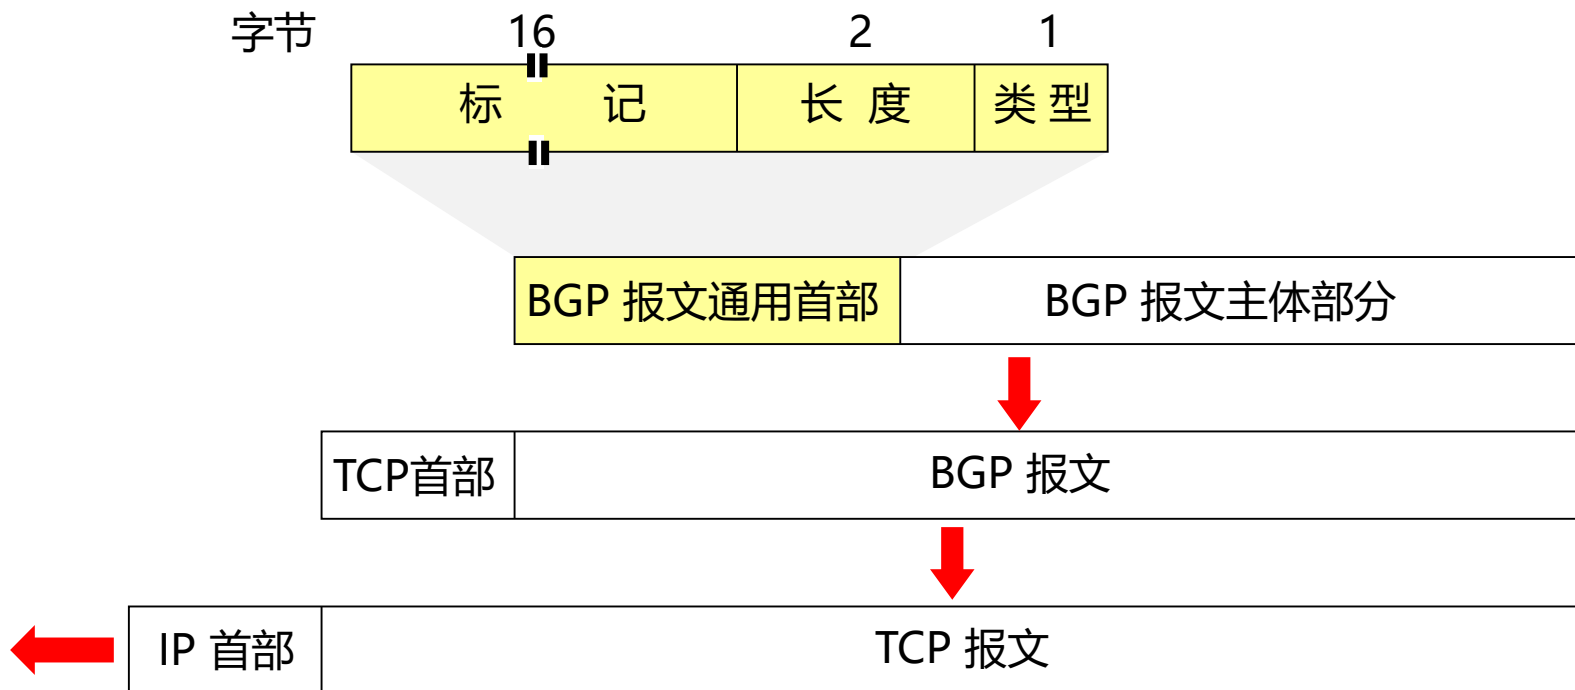 字节 16 2 1
标 记 长 度 类 型
BGP 报文通用首部 BGP 报文主体部分
TCP首部 BGP 报文
IP 首部 TCP 报文